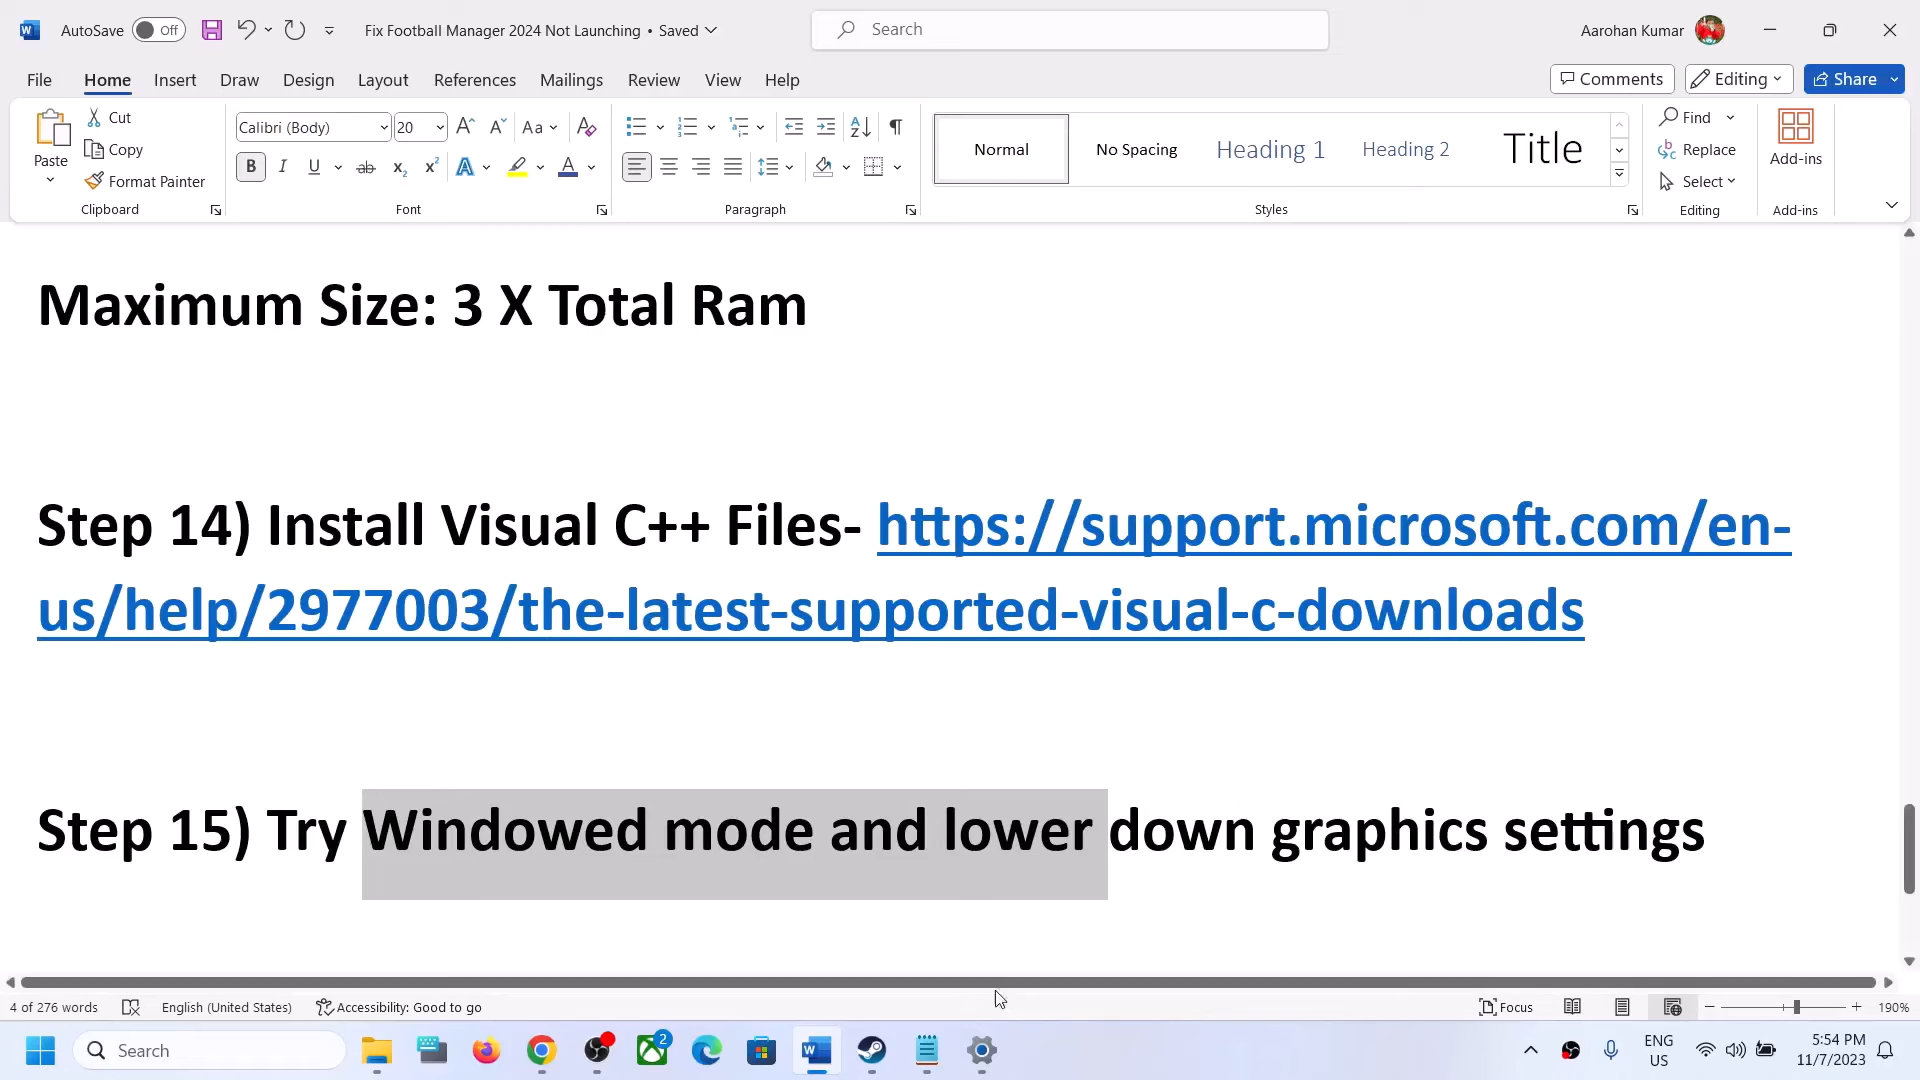 AutoSave Off Fix Football Manager 2024 Not Launching • Saved Search Aarohan Kumar
File Home Insert Draw Design Layout References Mailings Review View Help Comments Editing Share
Paste Cut Copy Format Painter Clipboard
Calibri (Body) 20 Font
Paragraph
Normal No Spacing Heading 1 Heading 2 Title Styles
Find Replace Select Editing
Add-ins Add-ins
Maximum Size: 3 X Total Ram
Step 14) Install Visual C++ Files- https://support.microsoft.com/en-
us/help/2977003/the-latest-supported-visual-c-downloads
Step 15) Try Windowed mode and lower down graphics settings
4 of 276 words English (United States) Accessibility: Good to go Focus 190%
Search 2 ENG
US 5:54 PM
11/7/2023